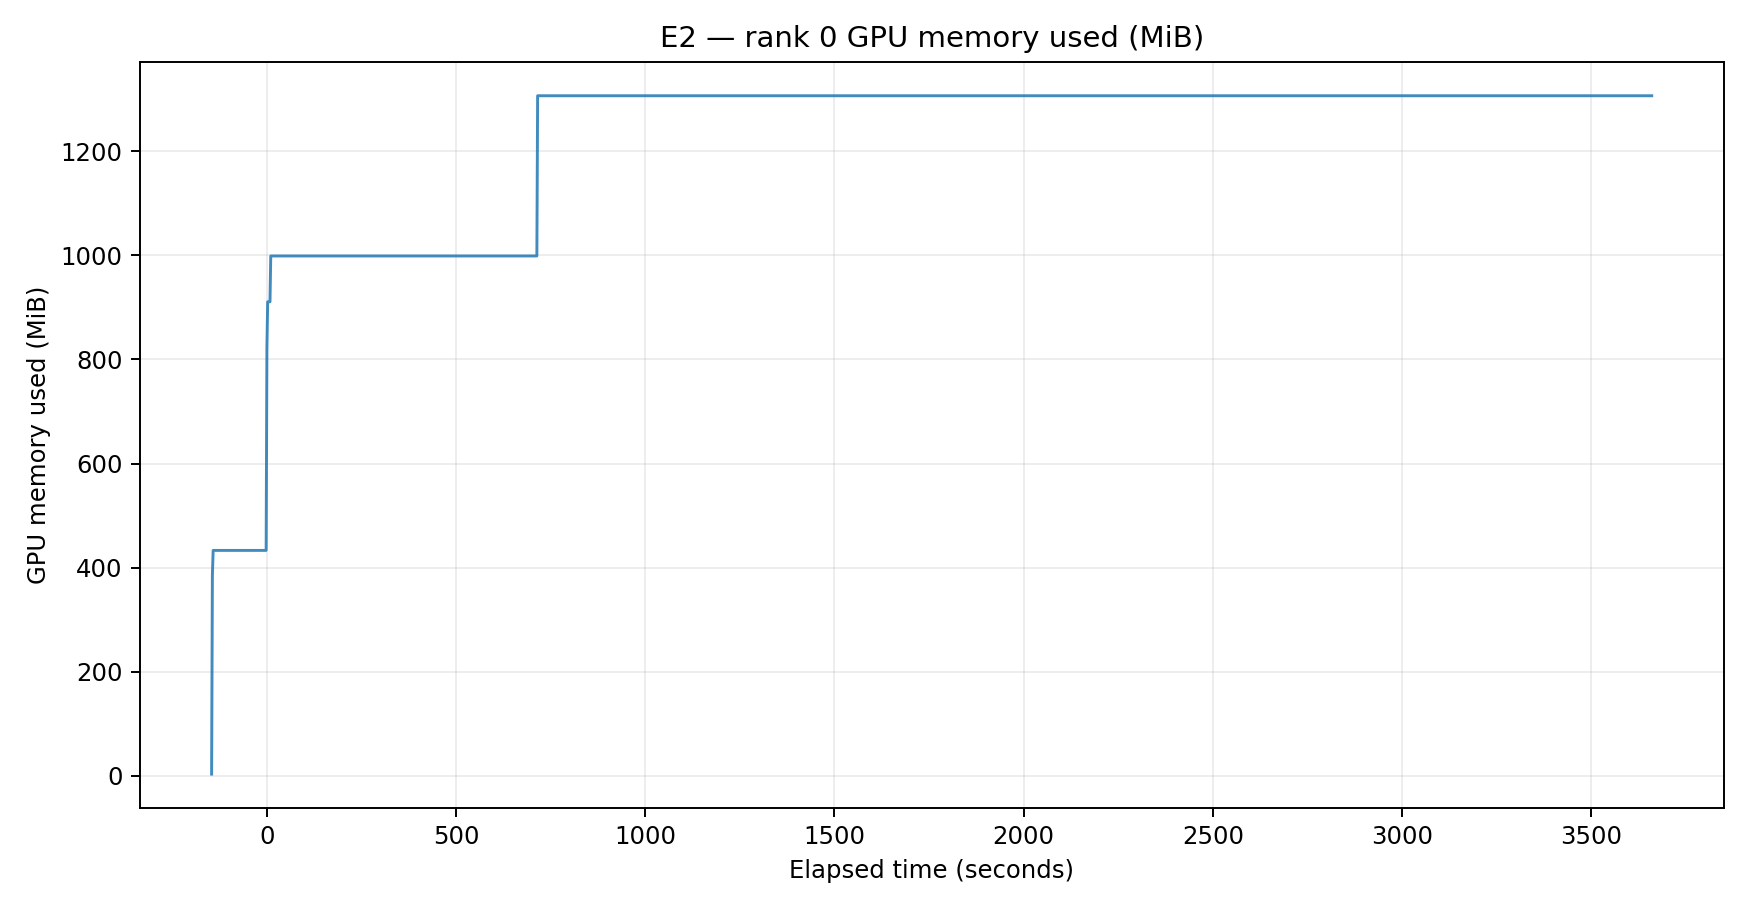 E2 — rank 0 GPU memory used (MiB)
GPU memory used (MiB)
1200
1000
800
600
400
200
0
0 500 1000 1500 2000 2500 3000 3500
Elapsed time (seconds)